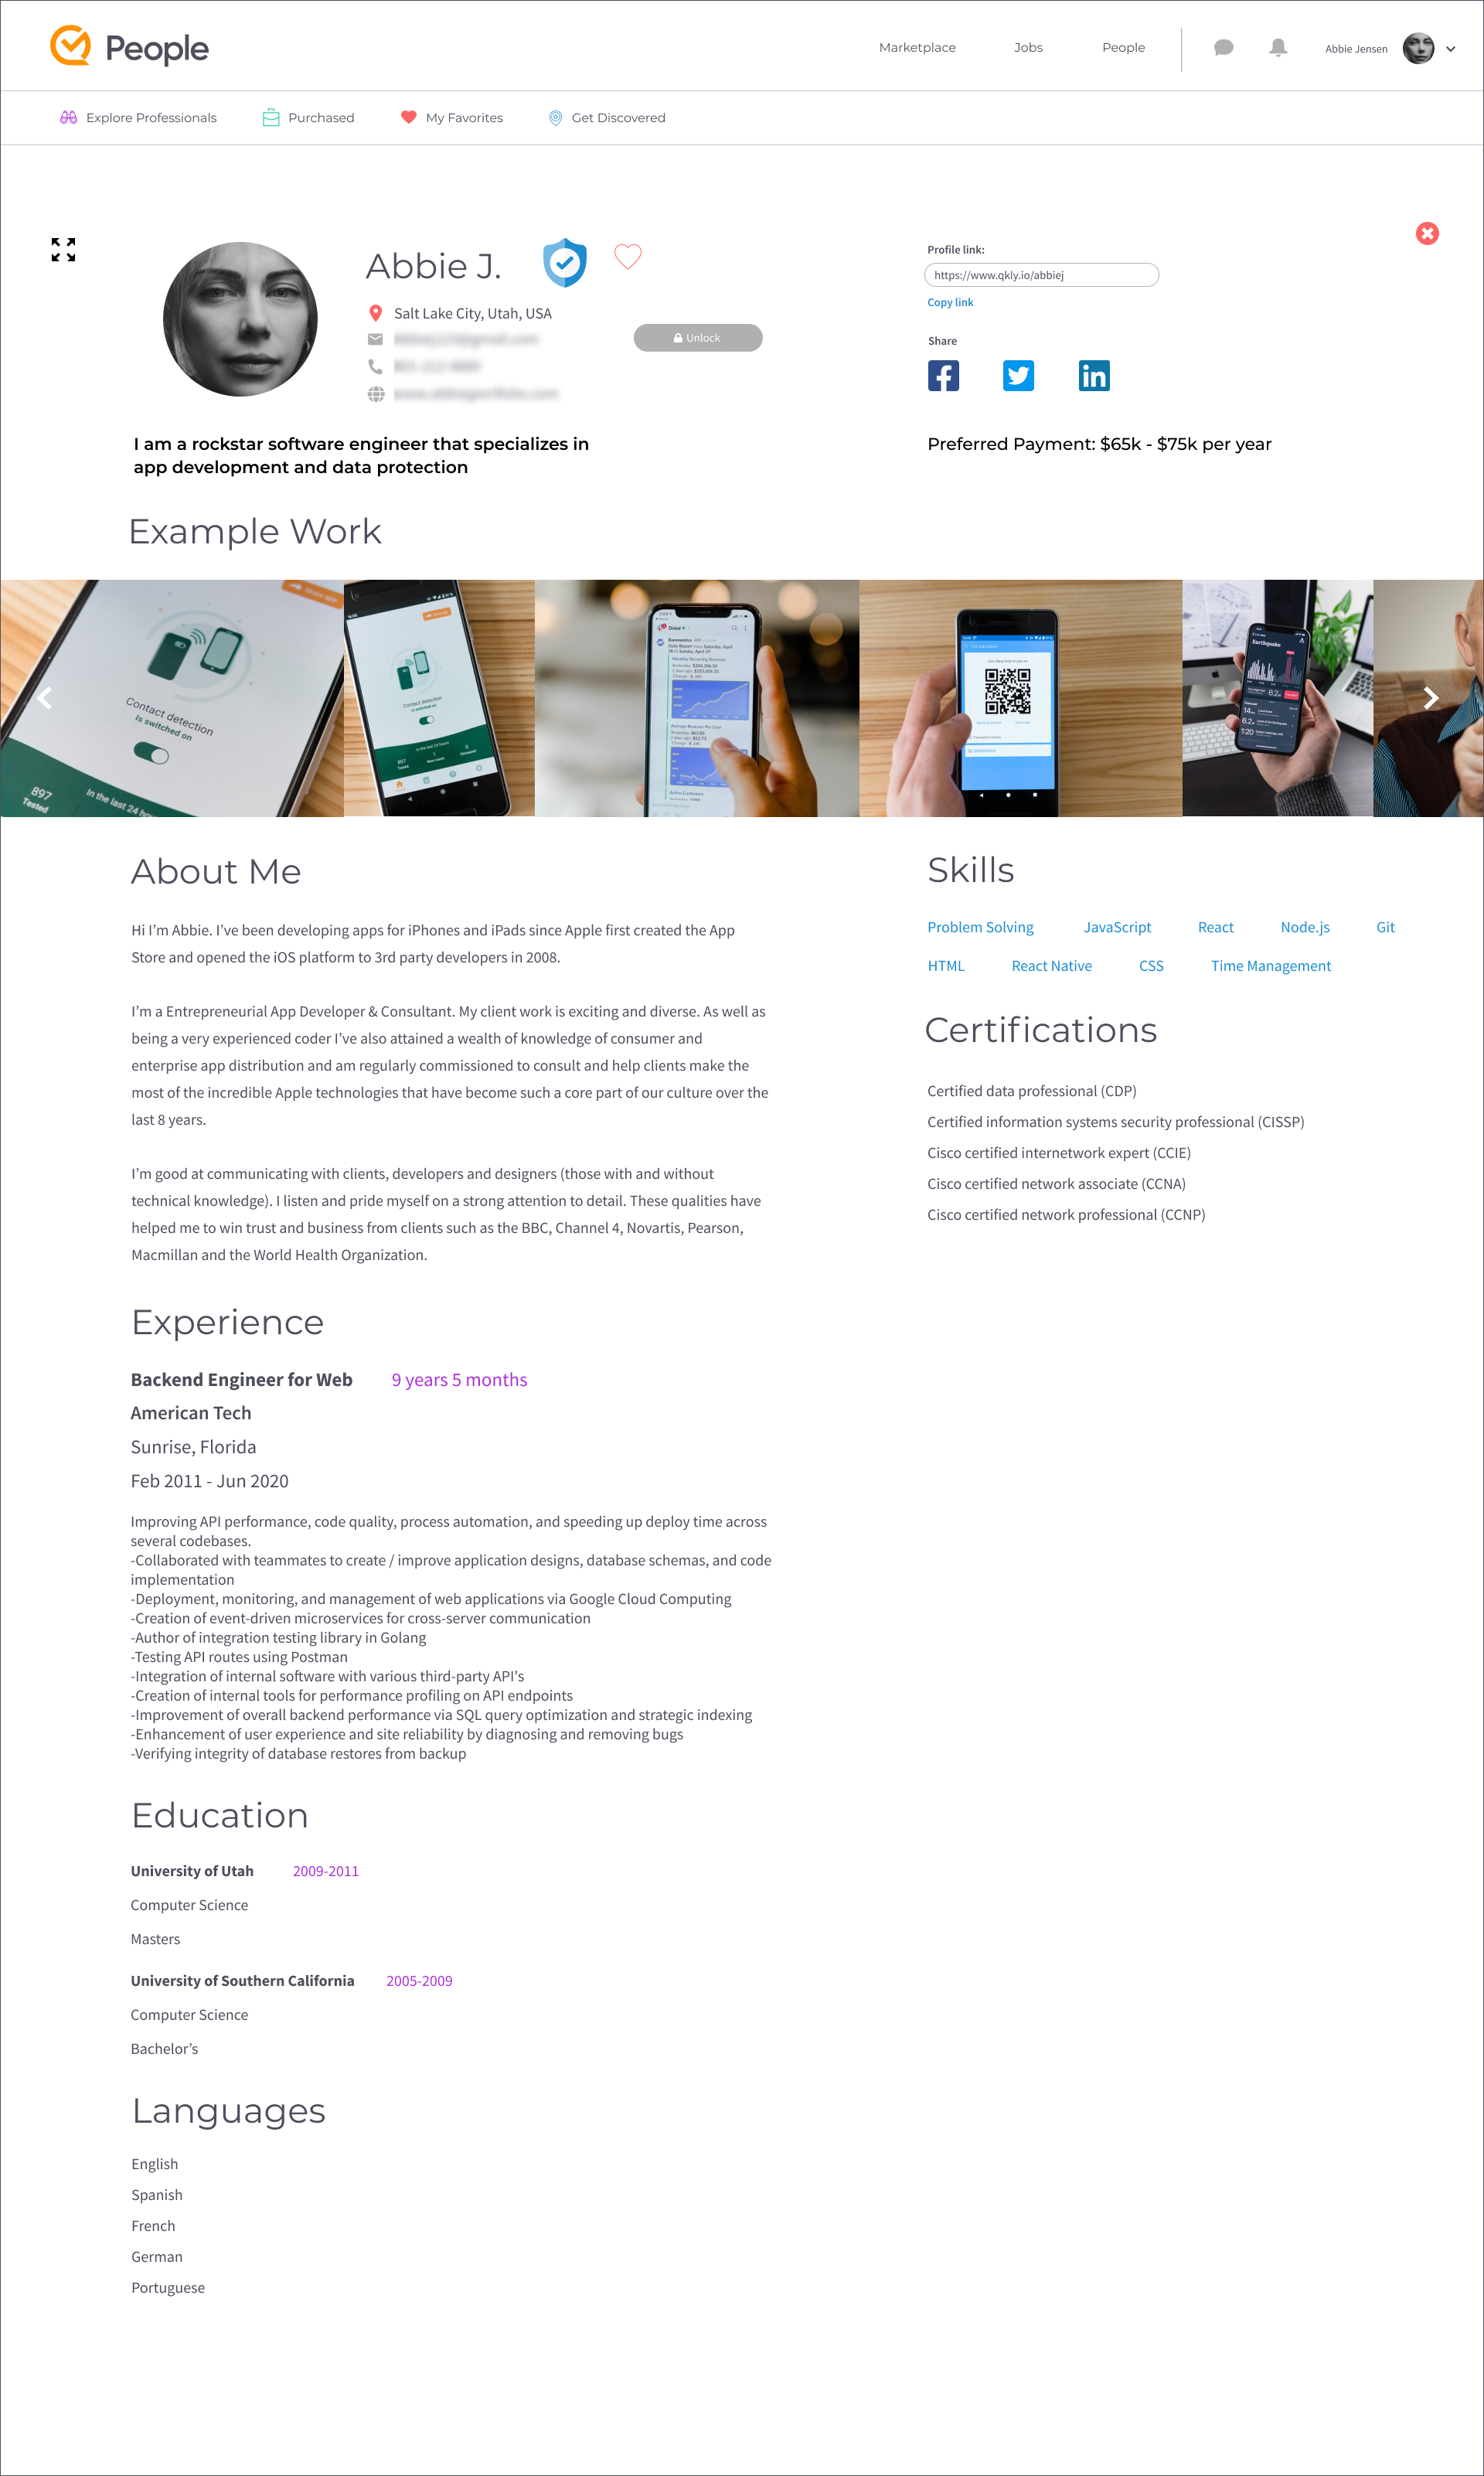 People
Marketplace
Jobs
People
Abbie Jensen
Explore Professionals
Purchased
My Favorites
Get Discovered
Abbie J.
Salt Lake City, Utah, USA
Unlock
Profile link:
https://www.qkly.io/abbiej
Copy link
Share
I am a rockstar software engineer that specializes in
app development and data protection
Preferred Payment: $65k - $75k per year
Example Work
Contact detection
Is switched on
897
Tested
In the last 24
Contact detection
Is switched on
Earthquake
About Me
Hi I’m Abbie. I’ve been developing apps for iPhones and iPads since Apple first created the App
Store and opened the iOS platform to 3rd party developers in 2008.
I’m a Entrepreneurial App Developer & Consultant. My client work is exciting and diverse. As well as
being a very experienced coder I’ve also attained a wealth of knowledge of consumer and
enterprise app distribution and am regularly commissioned to consult and help clients make the
most of the incredible Apple technologies that have become such a core part of our culture over the
last 8 years.
I’m good at communicating with clients, developers and designers (those with and without
technical knowledge). I listen and pride myself on a strong attention to detail. These qualities have
helped me to win trust and business from clients such as the BBC, Channel 4, Novartis, Pearson,
Macmillan and the World Health Organization.
Skills
Problem Solving JavaScript React Node.js Git
HTML React Native CSS Time Management
Certifications
Certified data professional (CDP)
Certified information systems security professional (CISSP)
Cisco certified internetwork expert (CCIE)
Cisco certified network associate (CCNA)
Cisco certified network professional (CCNP)
Experience
Backend Engineer for Web 9 years 5 months
American Tech
Sunrise, Florida
Feb 2011 - Jun 2020
Improving API performance, code quality, process automation, and speeding up deploy time across
several codebases.
-Collaborated with teammates to create / improve application designs, database schemas, and code
implementation
-Deployment, monitoring, and management of web applications via Google Cloud Computing
-Creation of event-driven microservices for cross-server communication
-Author of integration testing library in Golang
-Testing API routes using Postman
-Integration of internal software with various third-party API's
-Creation of internal tools for performance profiling on API endpoints
-Improvement of overall backend performance via SQL query optimization and strategic indexing
-Enhancement of user experience and site reliability by diagnosing and removing bugs
-Verifying integrity of database restores from backup
Education
University of Utah 2009-2011
Computer Science
Masters
University of Southern California 2005-2009
Computer Science
Bachelor’s
Languages
English
Spanish
French
German
Portuguese